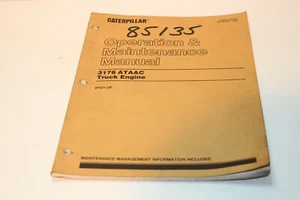 CATERPILLAR
85135
Operation &
Maintenance
Manual
3176 ATAAC
Truck Engine
MAINTENANCE MANAGEMENT INFORMATION INCLUDED